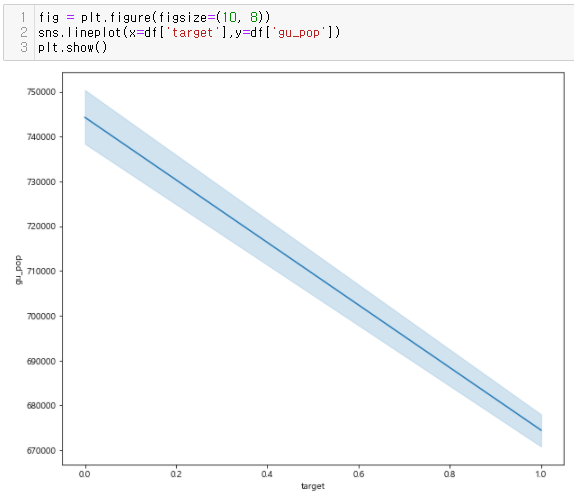 1 fig = plt.figure(figsize=(10, 8))
2 sns.lineplot(x=df['target'],y=df['gu_pop'])
3 plt.show()
750000
740000
730000
720000
710000
700000
690000
680000
670000
gu_pop
0.0 0.2 0.4 0.6 0.8 1.0
target